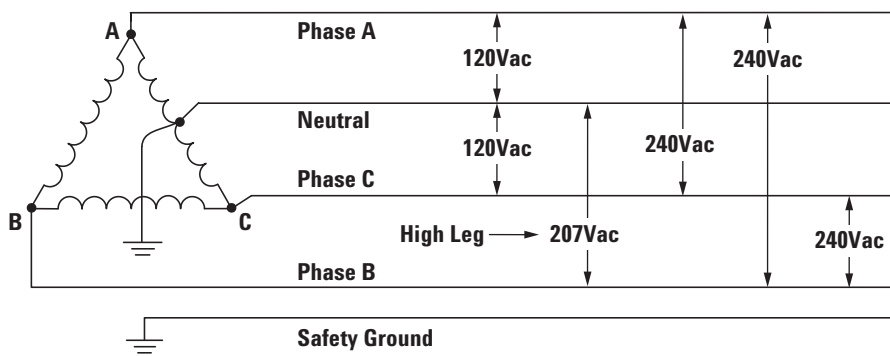 A
Phase A
120Vac
240Vac
Neutral
120Vac
240Vac
Phase C
B
C
High Leg
207Vac
240Vac
Phase B
Safety Ground